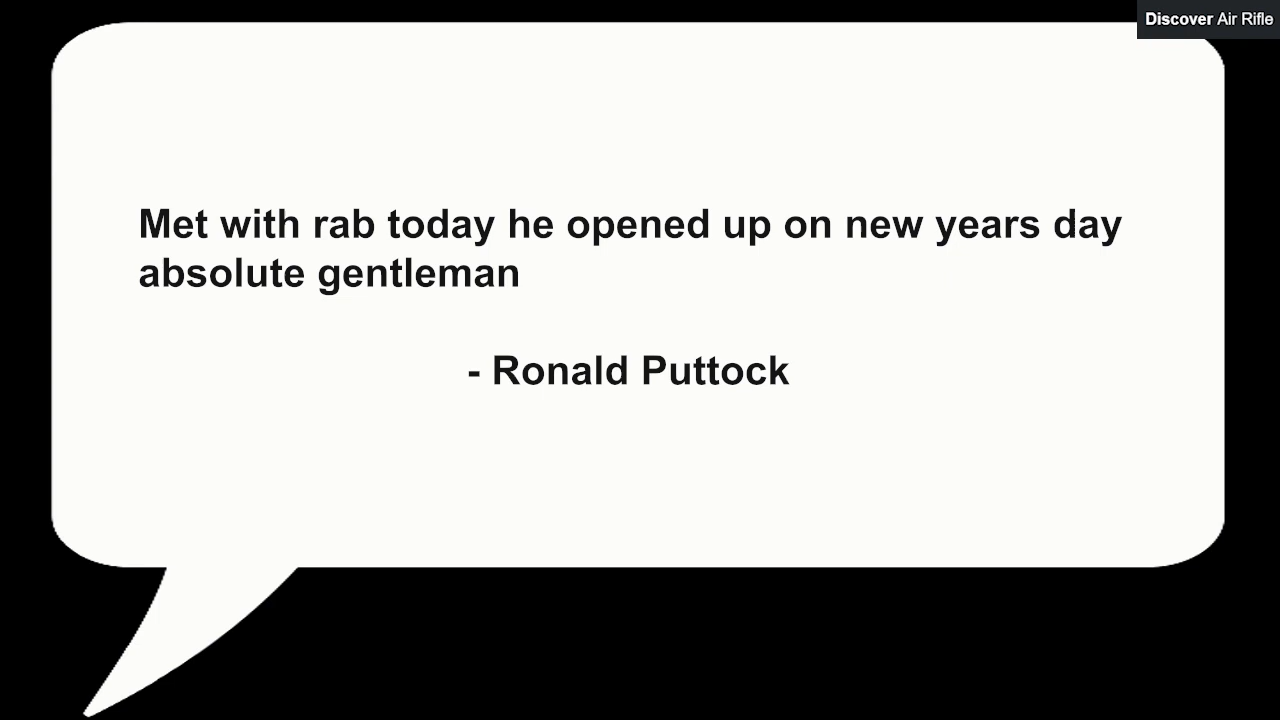 Discover Air Rifle
Met with rab today he opened up on new years day
absolute gentleman
- Ronald Puttock